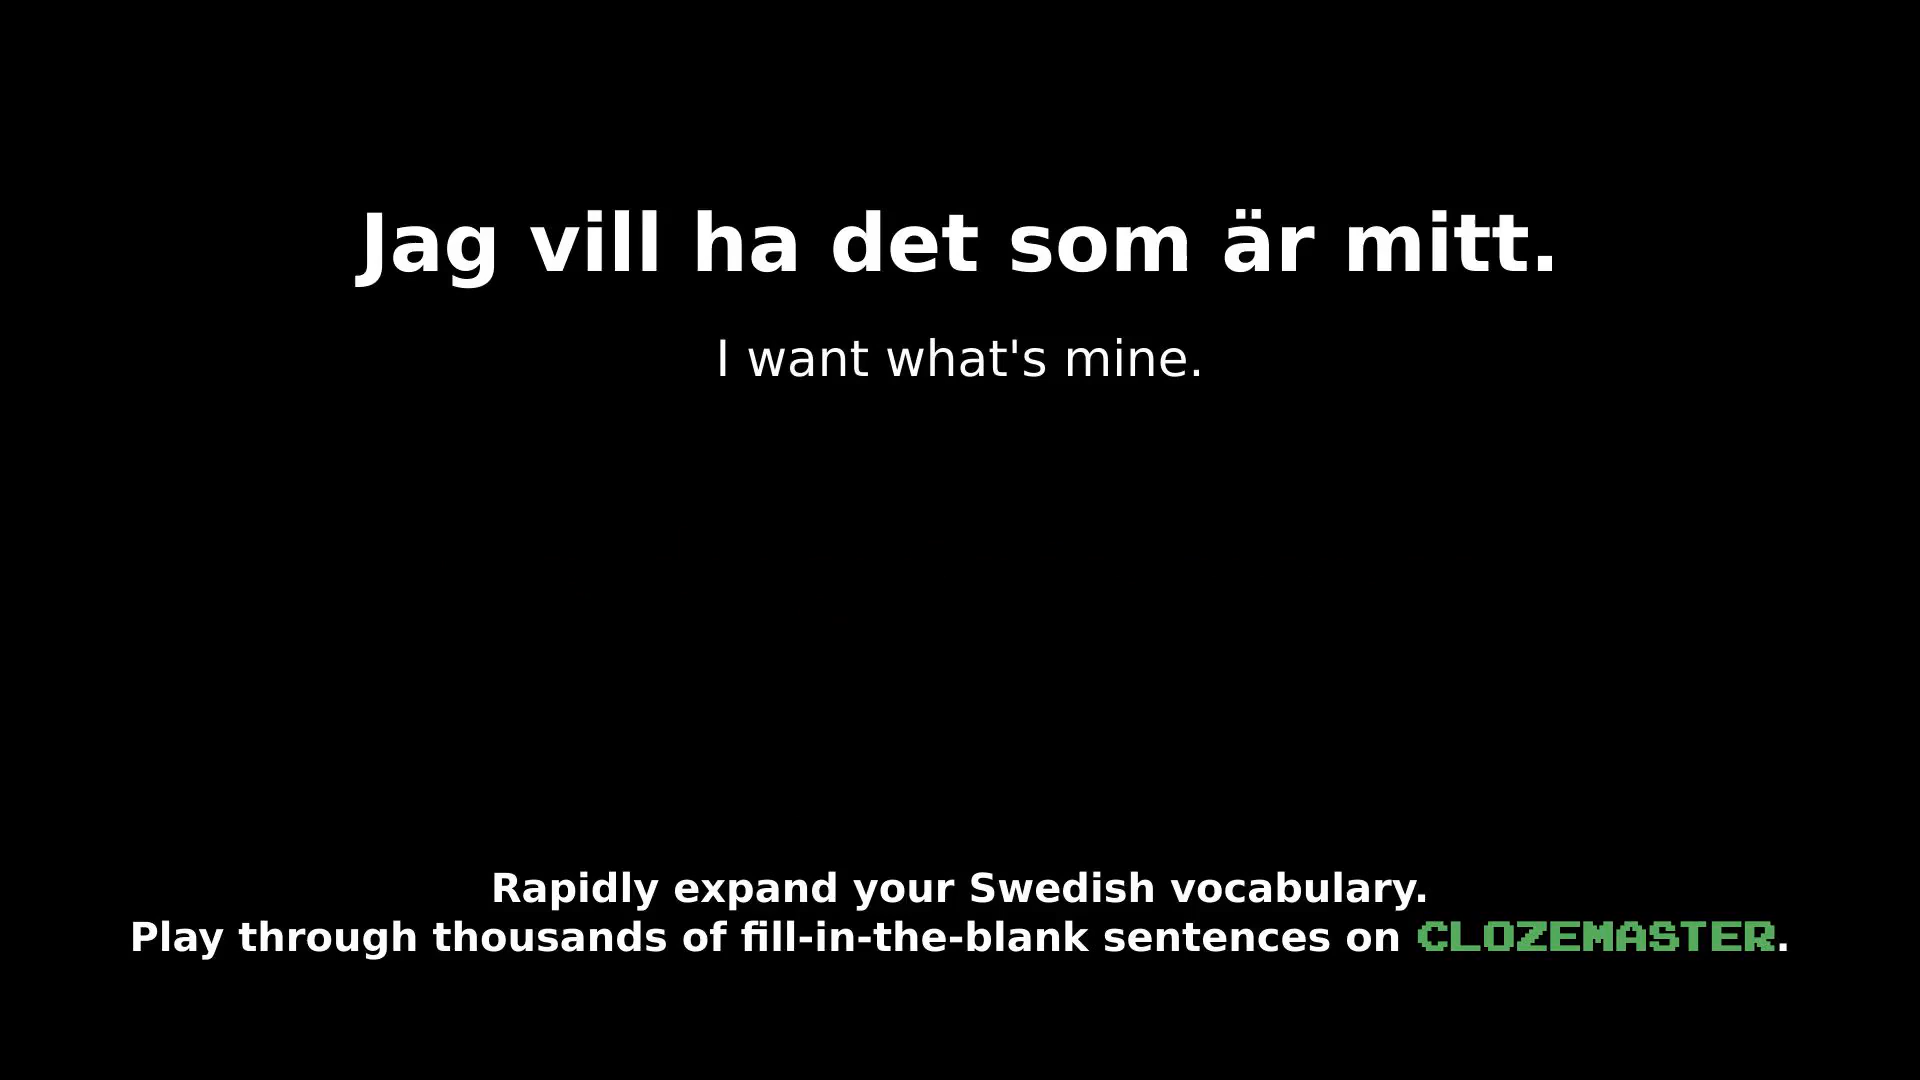 Jag vill ha det som är mitt.
I want what's mine.
Rapidly expand your Swedish vocabulary.
Play through thousands of fill-in-the-blank sentences on CLOZEMASTER.